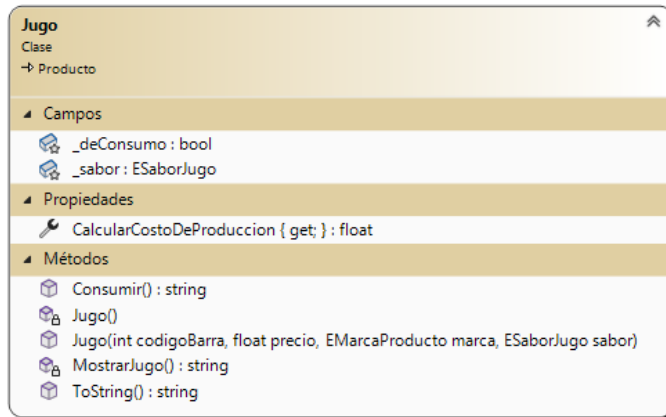 Jugo
Clase
Producto
Campos
_deConsumo : bool
_sabor : ESaborJugo
Propiedades
CalcularCostoDeProduccion { get; } : float
Métodos
Consumir() : string
Jugo()
Jugo(int codigoBarra, float precio, EMarcaProducto marca, ESaborJugo sabor)
MostrarJugo() : string
ToString() : string